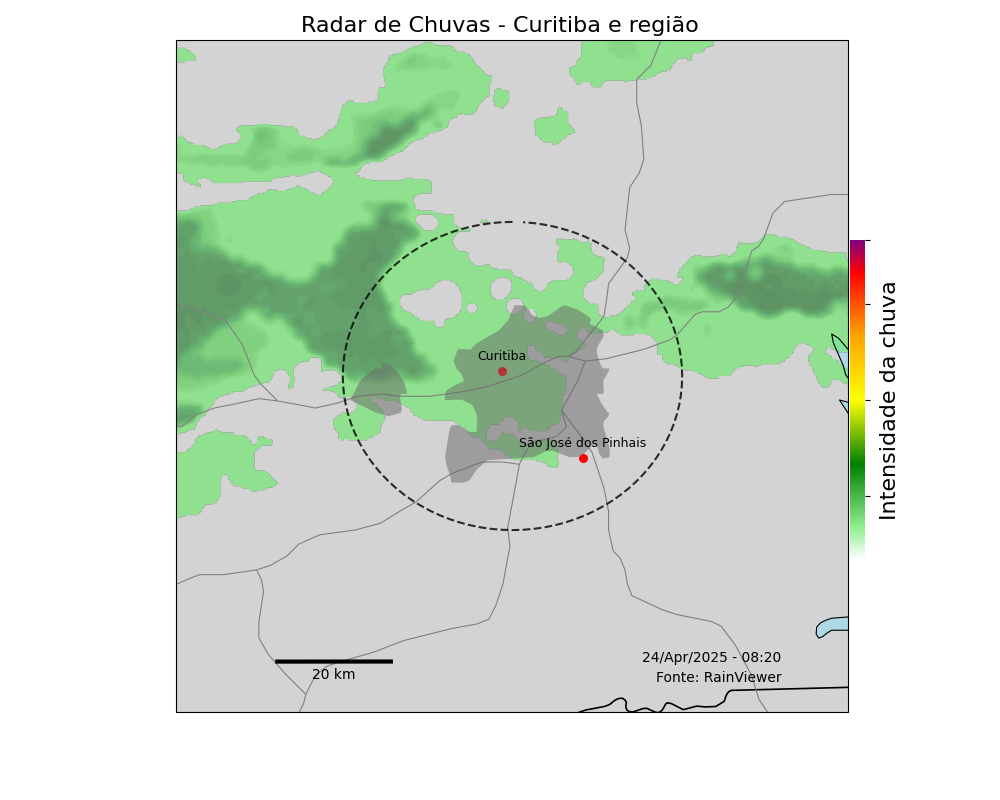 Radar de Chuvas - Curitiba e região
Curitiba
São José dos Pinhais
Intensidade da chuva
24/Apr/2025 - 08:20
20 km
Fonte: RainViewer